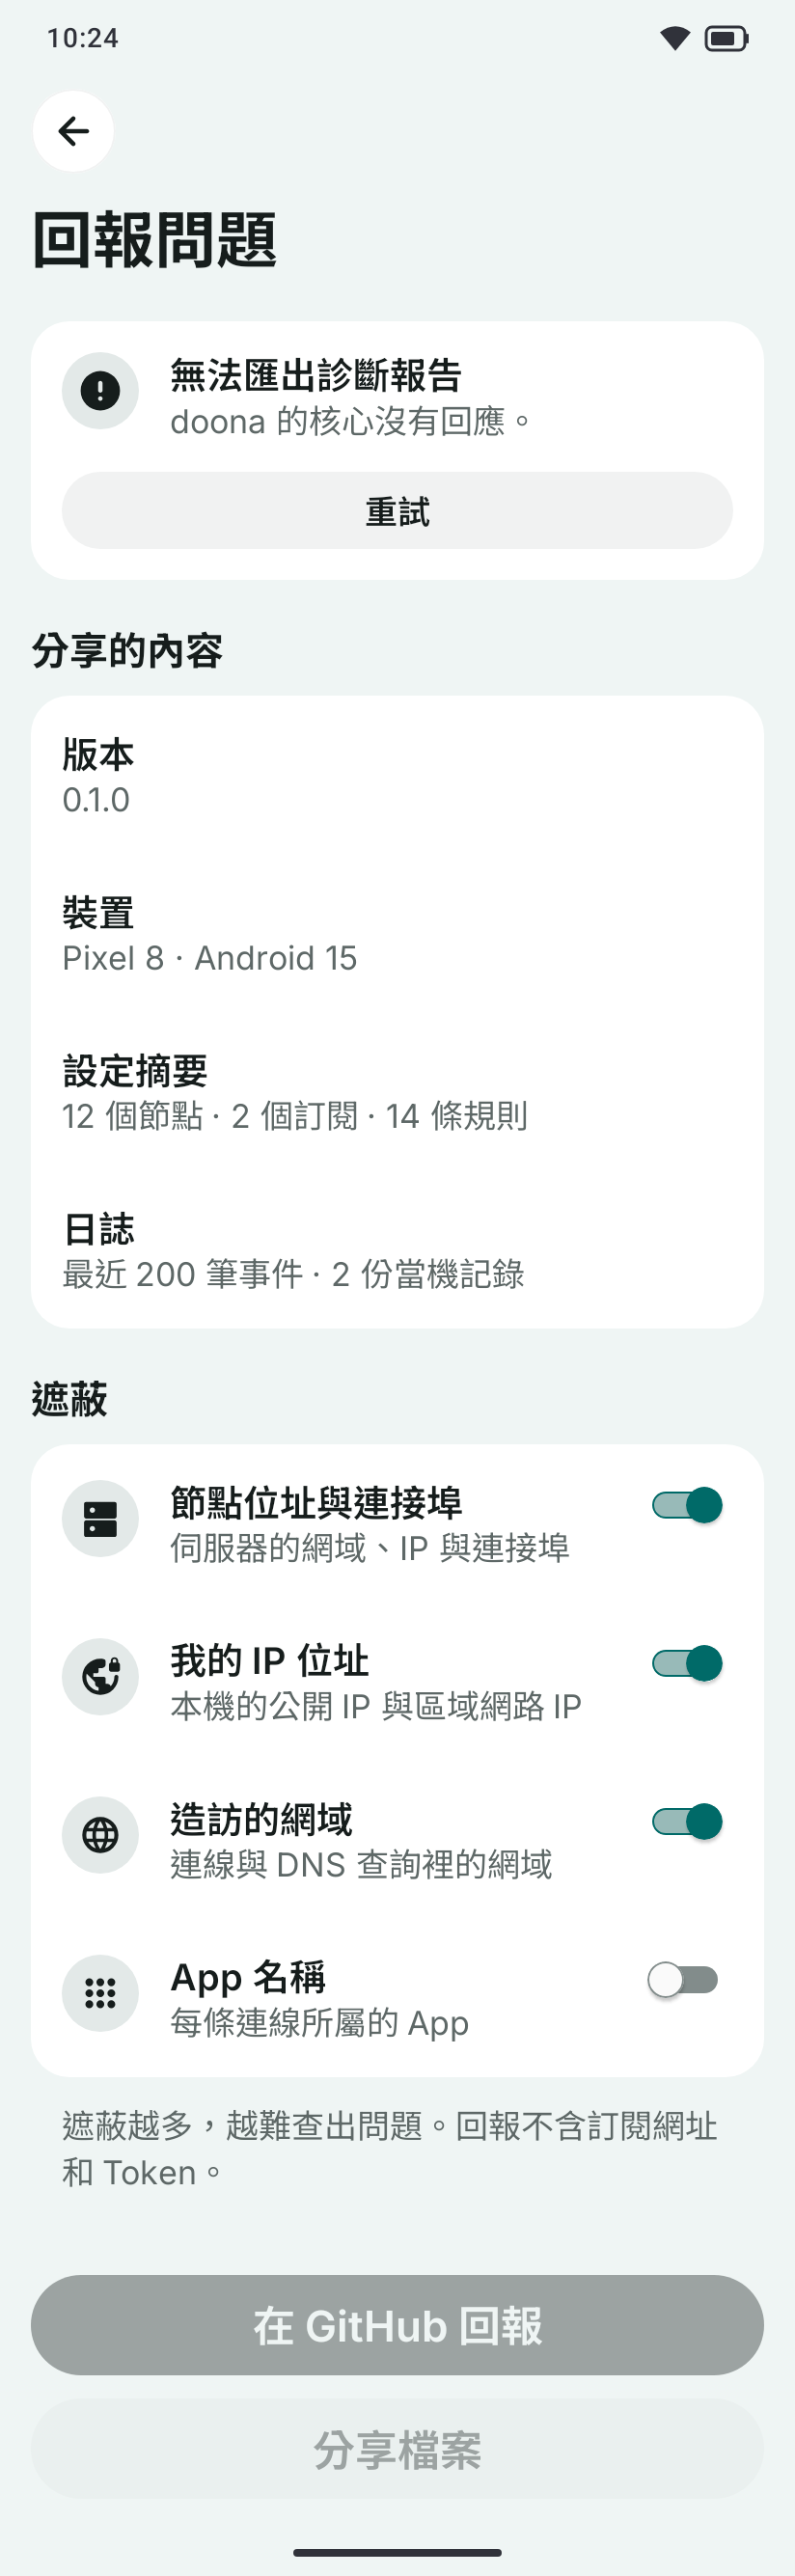 10:24
回報問題
無法匯出診斷報告
doona 的核心沒有回應。
重試
分享的內容
版本
0.1.0
裝置
Pixel 8 · Android 15
設定摘要
12 個節點 · 2 個訂閱 · 14 條規則
日誌
最近 200 筆事件 · 2 份當機記錄
遮蔽
節點位址與連接埠
伺服器的網域、IP 與連接埠
我的 IP 位址
本機的公開 IP 與區域網路 IP
造訪的網域
連線與 DNS 查詢裡的網域
App 名稱
每條連線所屬的 App
遮蔽越多，越難查出問題。回報不含訂閱網址
和 Token。
在 GitHub 回報
分享檔案